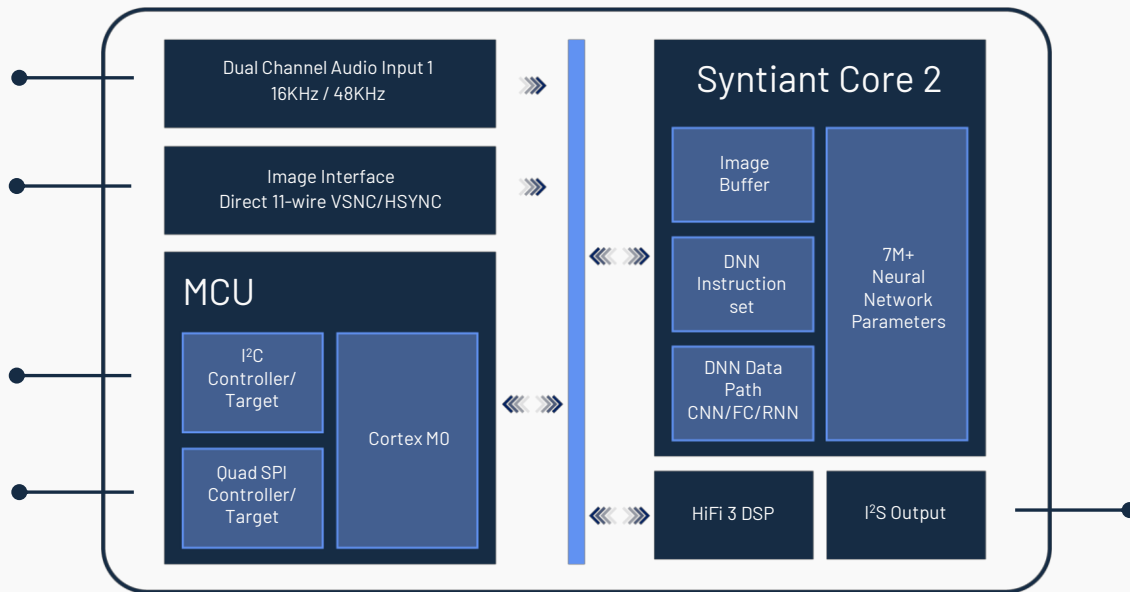 Dual Channel Audio Input 1
16KHz / 48KHz
Image Interface
Direct 11-wire VSNC/HSYNC
MCU
I²C
Controller/
Target
Quad SPI
Controller/
Target
Cortex M0
Syntiant Core 2
Image
Buffer
DNN
Instruction
set
DNN Data
Path
CNN/FC/RNN
7M+
Neural
Network
Parameters
HiFi 3 DSP
I²S Output